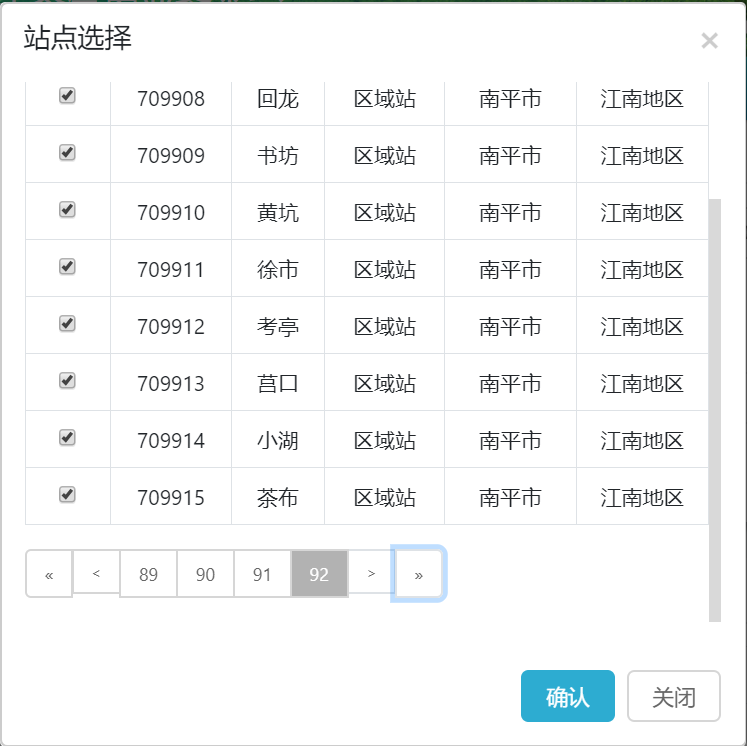 站点选择 ×
709908 回龙 区域站 南平市 江南地区
709909 书坊 区域站 南平市 江南地区
709910 黄坑 区域站 南平市 江南地区
709911 徐市 区域站 南平市 江南地区
709912 考亭 区域站 南平市 江南地区
709913 莒口 区域站 南平市 江南地区
709914 小湖 区域站 南平市 江南地区
709915 茶布 区域站 南平市 江南地区
« < 89 90 91 92 > »
确认 关闭